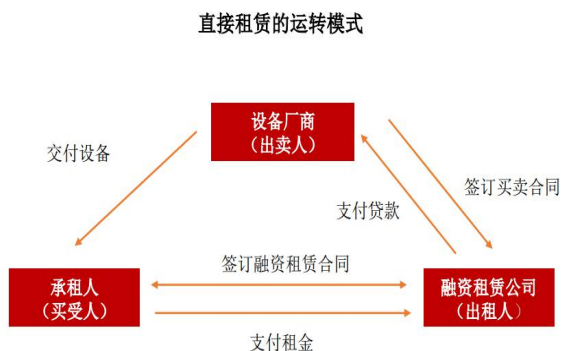 直接租赁的运转模式
设备厂商
（出卖人）
交付设备
签订买卖合同
支付贷款
签订融资租赁合同
承租人
（买受人）
融资租赁公司
（出租人）
支付租金